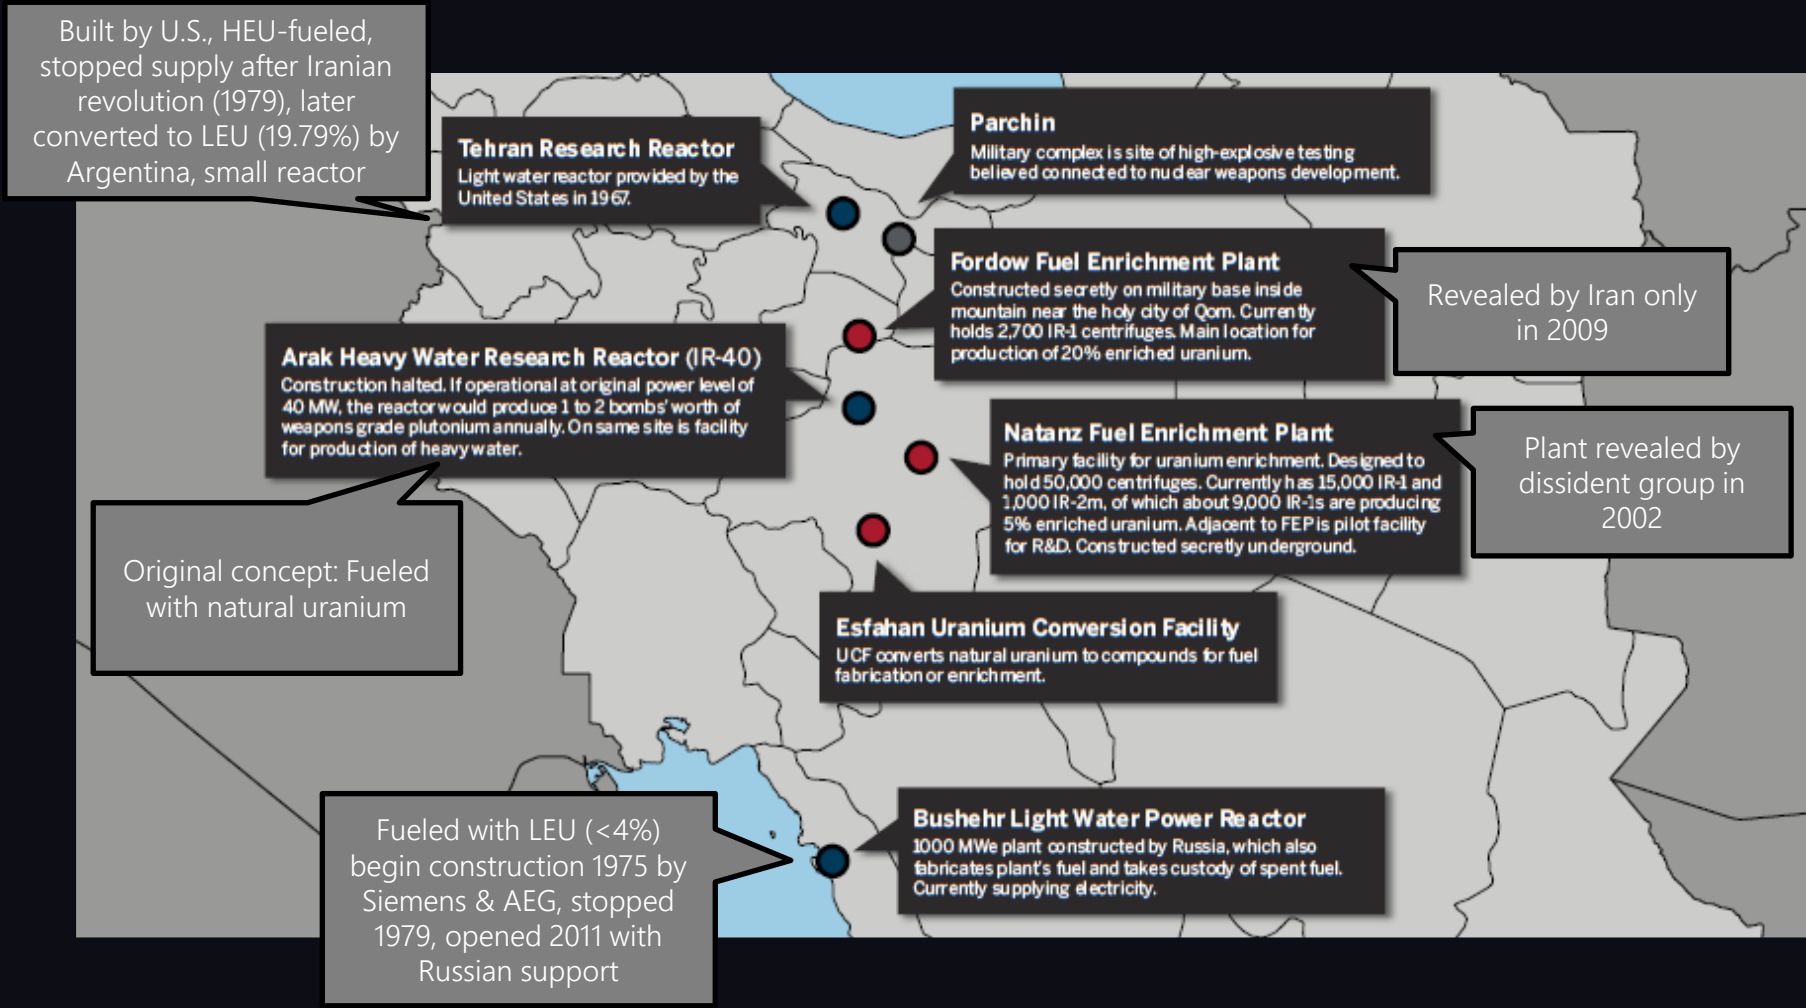 Built by U.S., HEU-fueled,
stopped supply after Iranian
revolution (1979), later
converted to LEU (19.79%) by
Argentina, small reactor
Tehran Research Reactor
Light water reactor provided by the
United States in 1967.
Parchin
Military complex is site of high-explosive testing
believed connected to nuclear weapons development.
Fordow Fuel Enrichment Plant
Constructed secretly on military base inside
mountain near the holy city of Qom. Currently
holds 2,700 IR-1 centrifuges. Main location for
production of 20% enriched uranium.
Revealed by Iran only
in 2009
Arak Heavy Water Research Reactor (IR-40)
Construction halted. If operational at original power level of
40 MW, the reactor would produce 1 to 2 bombs' worth of
weapons grade plutonium annually. On same site is facility
for production of heavy water.
Natanz Fuel Enrichment Plant
Primary facility for uranium enrichment. Designed to
hold 50,000 centrifuges. Currently has 15,000 IR-1 and
1,000 IR-2m, of which about 9,000 IR-1s are producing
5% enriched uranium. Adjacent to FEP is pilot facility
for R&D. Constructed secretly underground.
Plant revealed by
dissident group in
2002
Original concept: Fueled
with natural uranium
Esfahan Uranium Conversion Facility
UCF converts natural uranium to compounds for fuel
fabrication or enrichment.
Fueled with LEU (<4%)
begin construction 1975 by
Siemens & AEG, stopped
1979, opened 2011 with
Russian support
Bushehr Light Water Power Reactor
1000 MWe plant constructed by Russia, which also
fabricates plant's fuel and takes custody of spent fuel.
Currently supplying electricity.